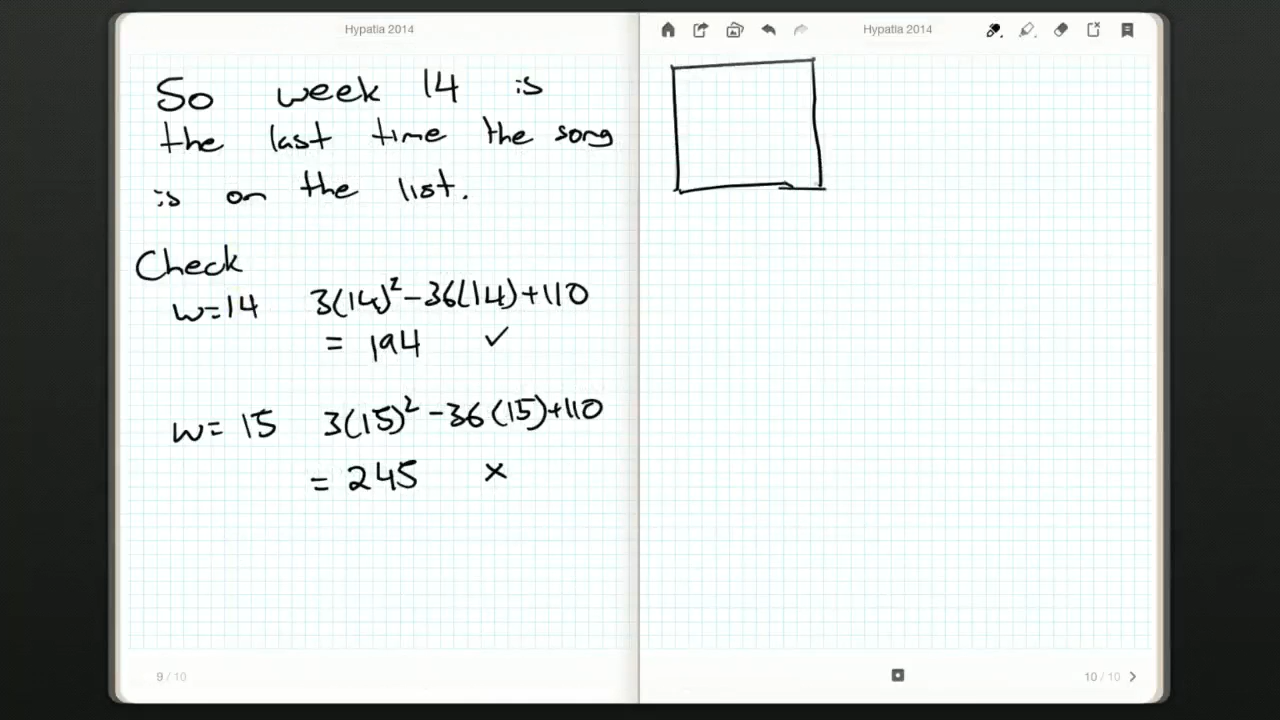 Hypatia 2014
So week 14 is
the last time the song
is on the list.
Check
w=14 3(14)²-36(14)+110
= 194 ✓
w= 15 3(15)²-36(15)+110
= 245 ×
9 / 10
Hypatia 2014
10 / 10